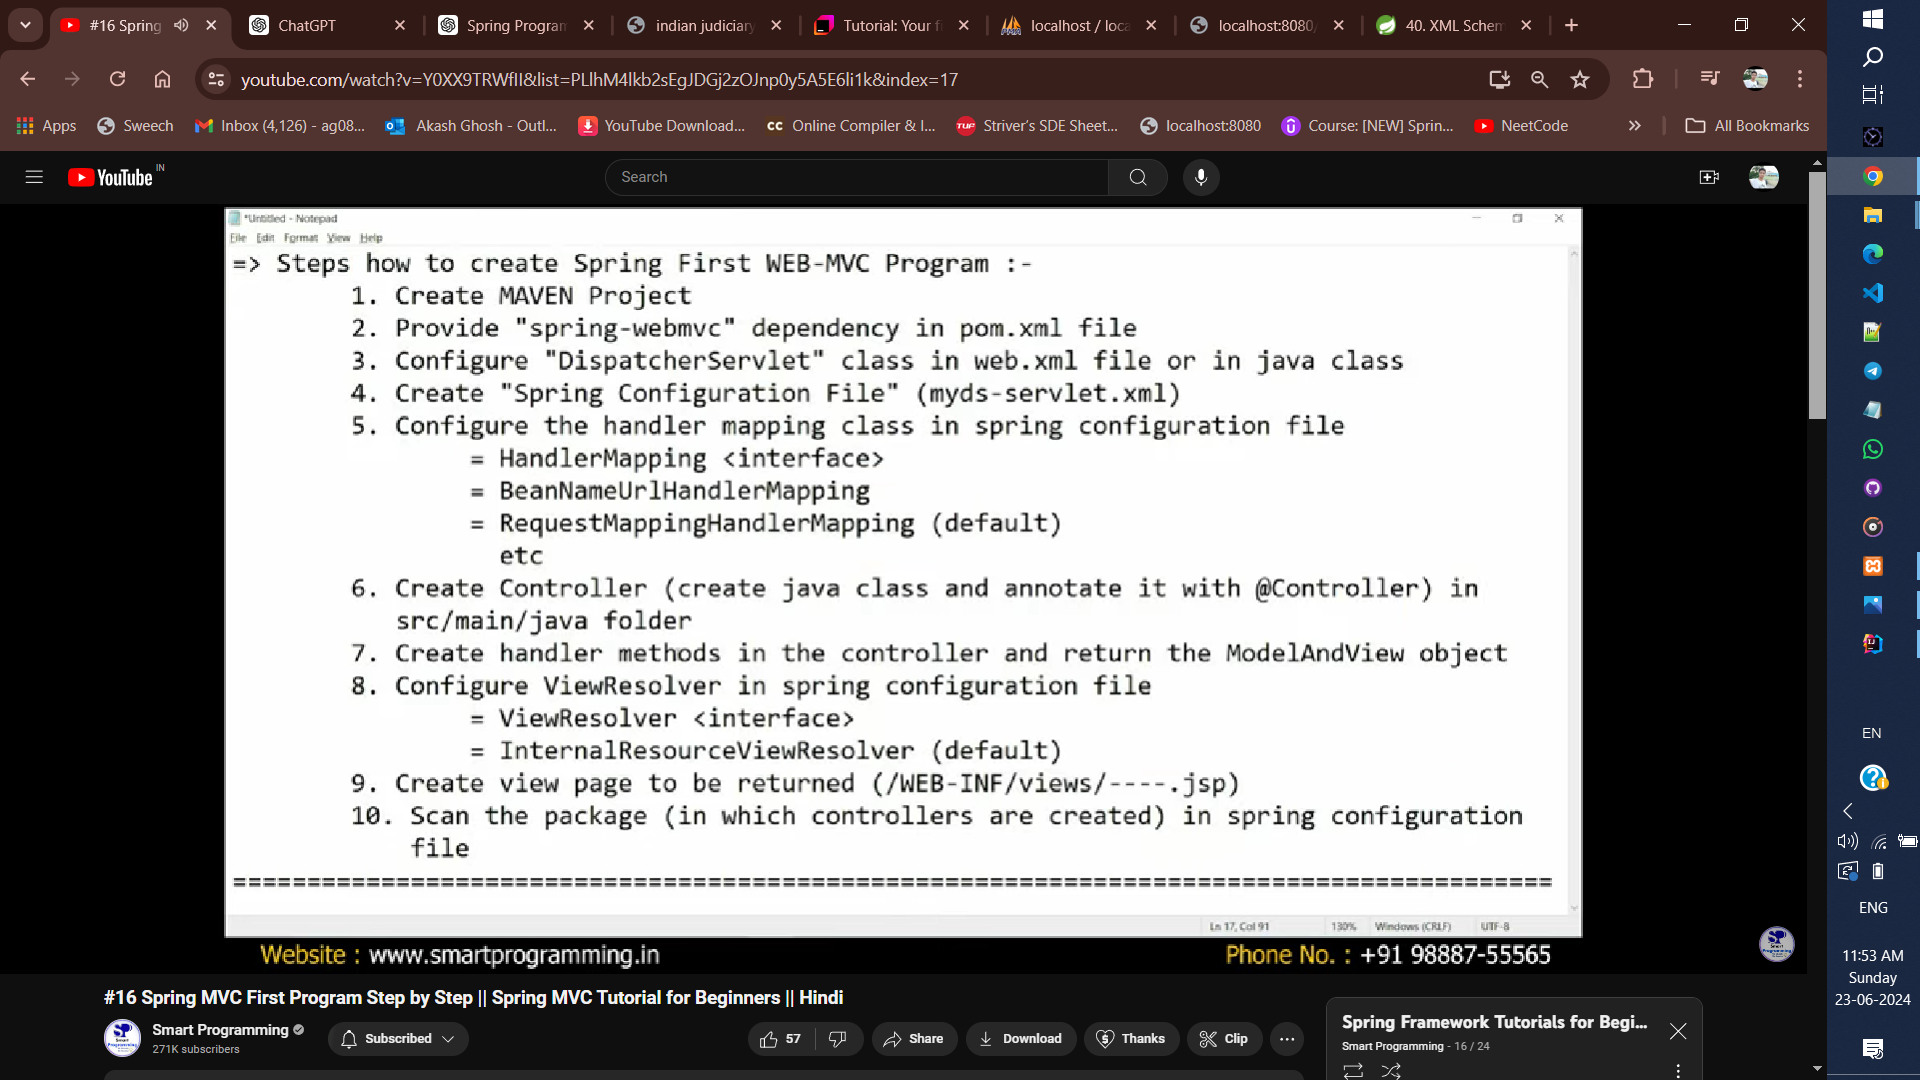 #16 Spring
ChatGPT
Spring Program
indian judiciary
Tutorial: Your f
localhost / loca
localhost:8080/
40. XML Schem
youtube.com/watch?v=Y0XX9TRWfII&list=PLlhM4lkb2sEgJDGj2zOJnp0y5A5E6li1k&index=17
Apps
Sweech
Inbox (4,126) - ag08...
Akash Ghosh - Outl...
YouTube Download...
CC Online Compiler & I...
TUF Striver's SDE Sheet...
localhost:8080
Course: [NEW] Sprin...
NeetCode
All Bookmarks
YouTube IN
Search
*Untitled - Notepad
File Edit Format View Help
=> Steps how to create Spring First WEB-MVC Program :-
1. Create MAVEN Project
2. Provide "spring-webmvc" dependency in pom.xml file
3. Configure "DispatcherServlet" class in web.xml file or in java class
4. Create "Spring Configuration File" (myds-servlet.xml)
5. Configure the handler mapping class in spring configuration file
= HandlerMapping <interface>
= BeanNameUrlHandlerMapping
= RequestMappingHandlerMapping (default)
etc
6. Create Controller (create java class and annotate it with @Controller) in
src/main/java folder
7. Create handler methods in the controller and return the ModelAndView object
8. Configure ViewResolver in spring configuration file
= ViewResolver <interface>
= InternalResourceViewResolver (default)
9. Create view page to be returned (/WEB-INF/views/----.jsp)
10. Scan the package (in which controllers are created) in spring configuration
file
=========================================================================================
Ln 17, Col 91 130% Windows (CRLF) UTF-8
Website : www.smartprogramming.in
Phone No. : +91 98887-55565
#16 Spring MVC First Program Step by Step || Spring MVC Tutorial for Beginners || Hindi
Smart Programming
271K subscribers
Subscribed
57
Share
Download
Thanks
Clip
Spring Framework Tutorials for Begi...
Smart Programming - 16 / 24
EN
ENG
11:53 AM
Sunday
23-06-2024